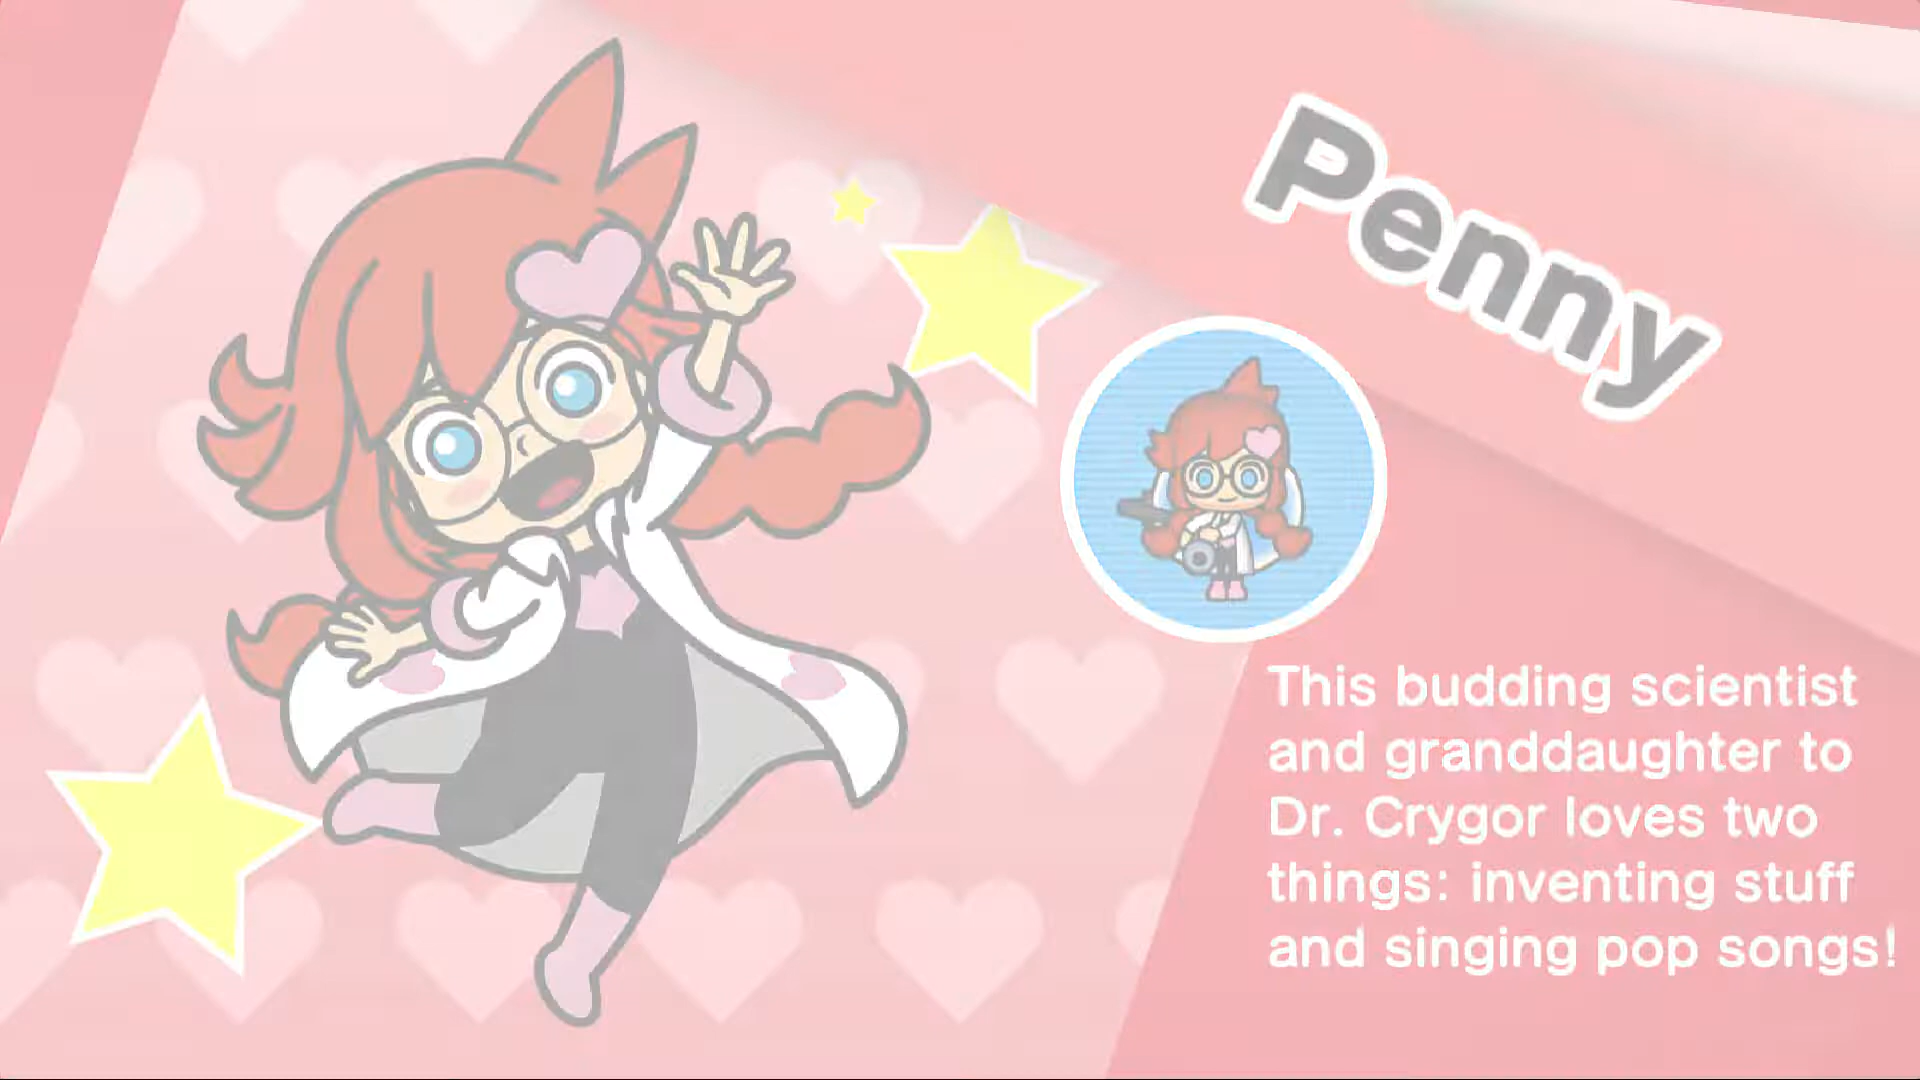 Penny
This budding scientist
and granddaughter to
Dr. Crygor loves two
things: inventing stuff
and singing pop songs!